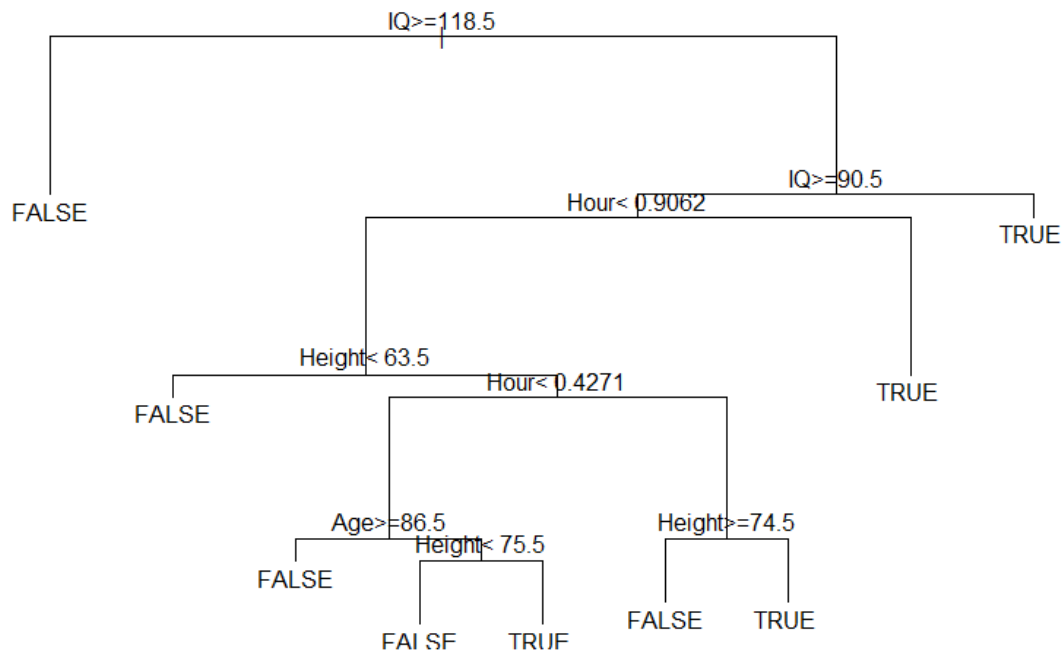 IQ>=118.5
IQ>=90.5
Hour< 0.9062
FALSE
TRUE
Height< 63.5
Hour< 0.4271
TRUE
FALSE
Age>=86.5
Height>=74.5
Height< 75.5
FALSE
FALSE
TRUE
FALSE
TRUE